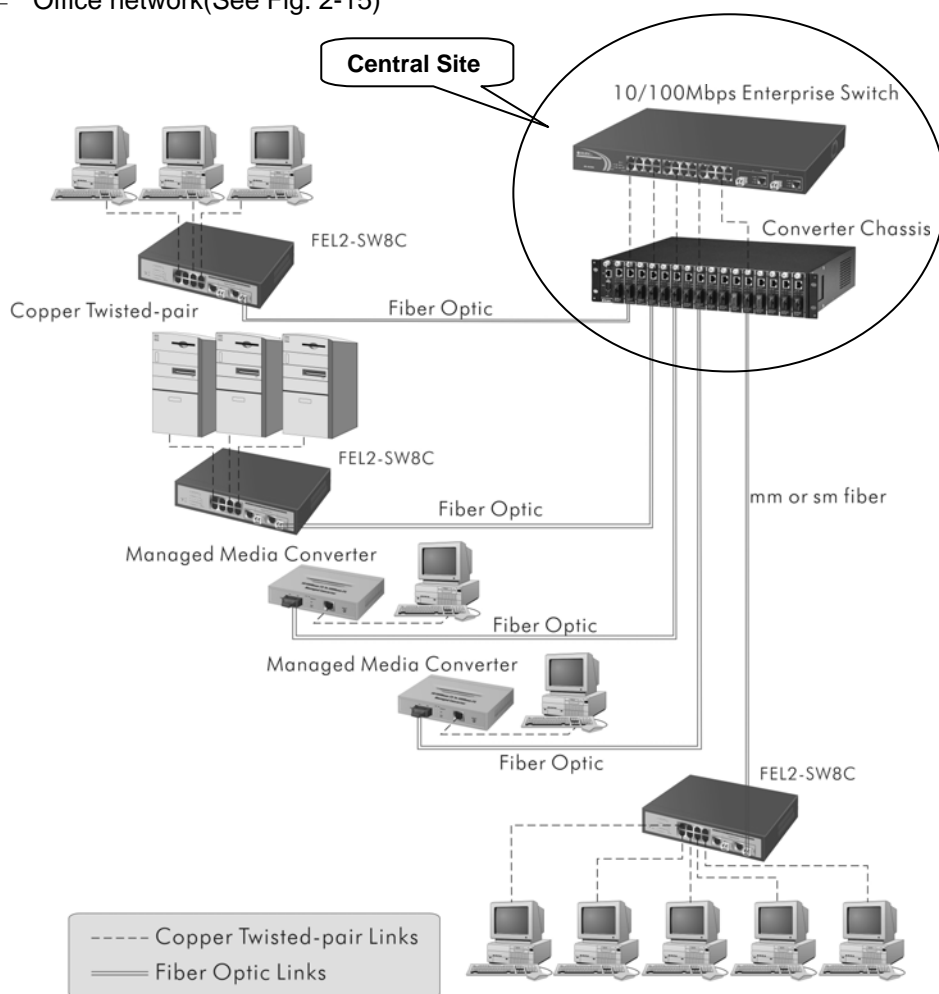 – Office network(See Fig. 2-15)
Central Site
10/100Mbps Enterprise Switch
FEL2-SW8C
Converter Chassis
Copper Twisted-pair
Fiber Optic
FEL2-SW8C
Fiber Optic
mm or sm fiber
Managed Media Converter
Fiber Optic
Managed Media Converter
Fiber Optic
FEL2-SW8C
Copper Twisted-pair Links
Fiber Optic Links